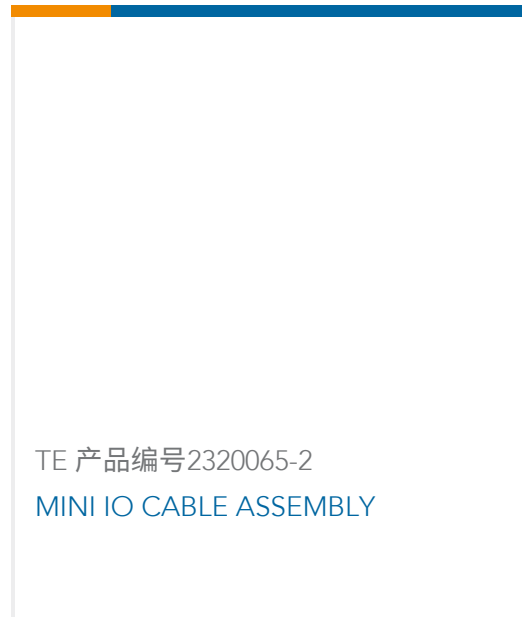 TE 产品编号2320065-2
MINI IO CABLE ASSEMBLY